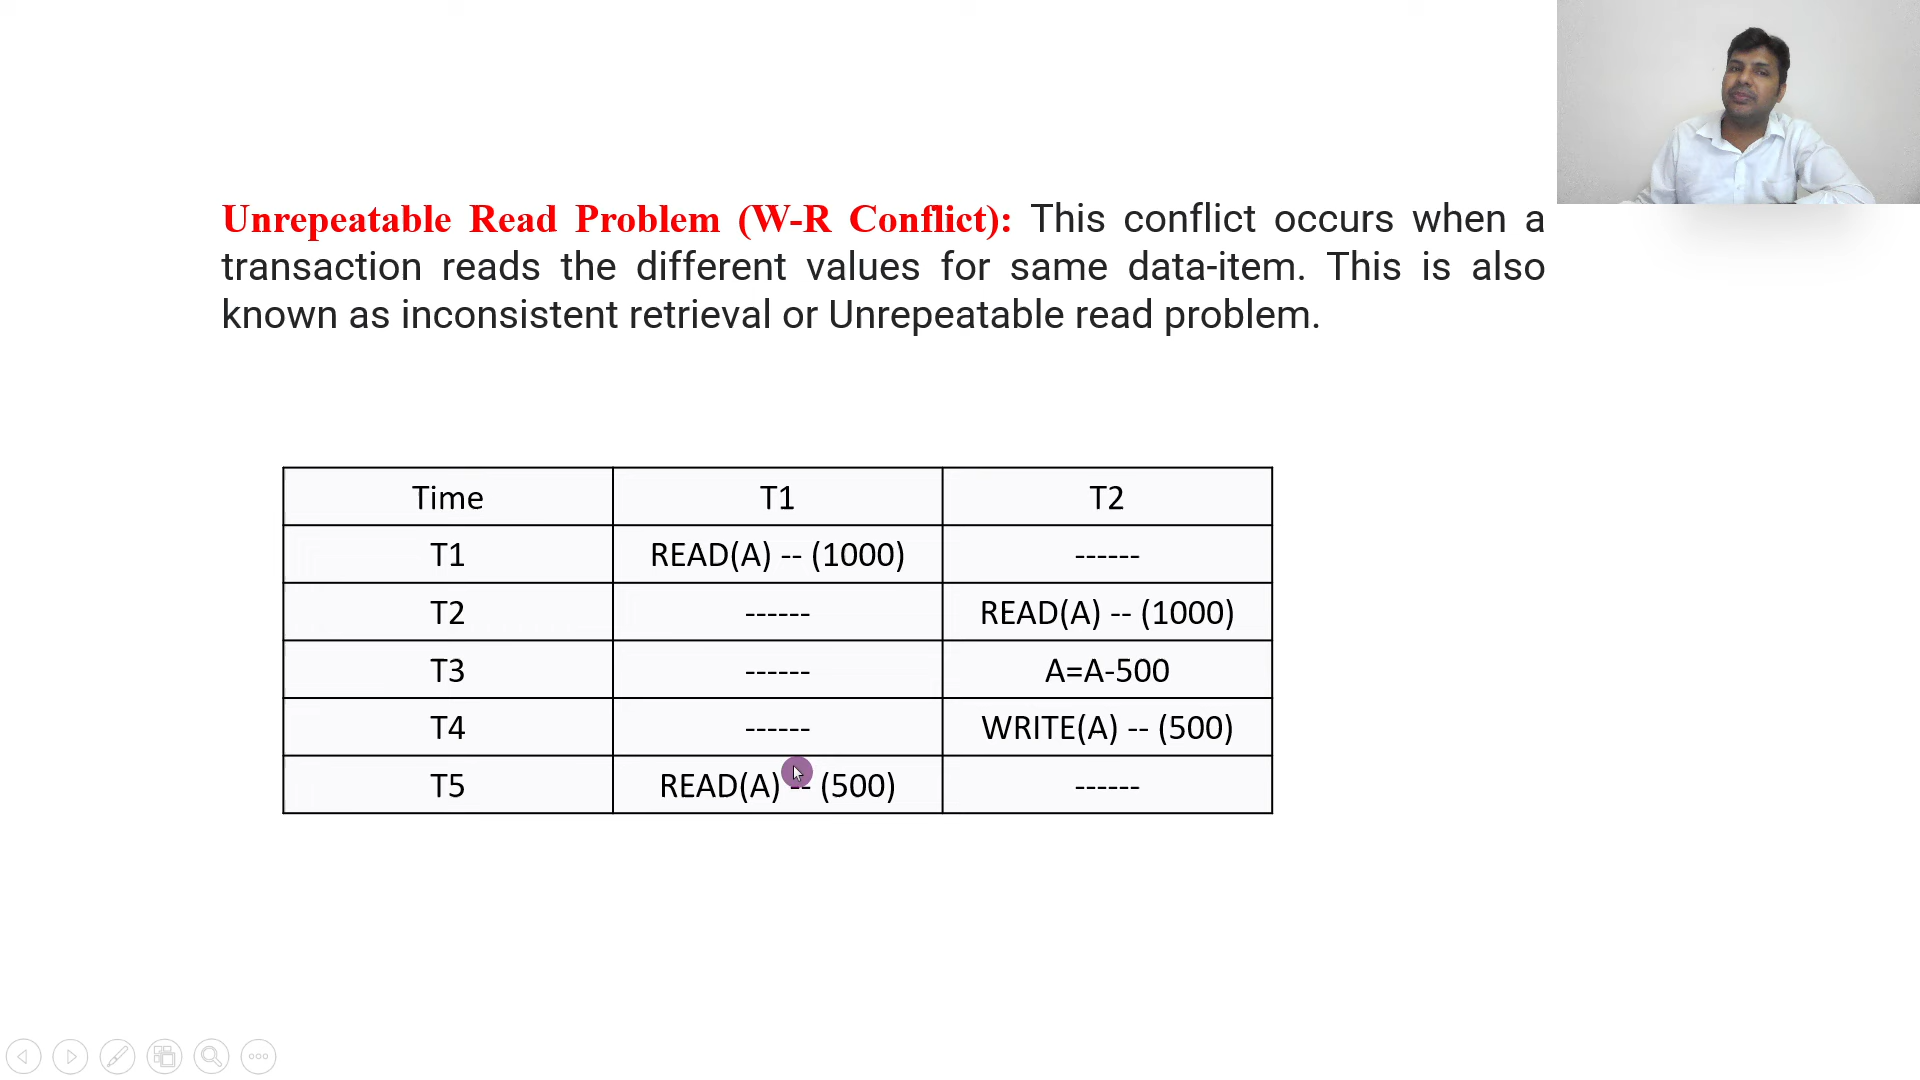 Unrepeatable Read Problem (W-R Conflict): This conflict occurs when a
transaction reads the different values for same data-item. This is also
known as inconsistent retrieval or Unrepeatable read problem.
Time T1 T2
T1 READ(A) -- (1000) ------
T2 ------ READ(A) -- (1000)
T3 ------ A=A-500
T4 ------ WRITE(A) -- (500)
T5 READ(A) -- (500) ------